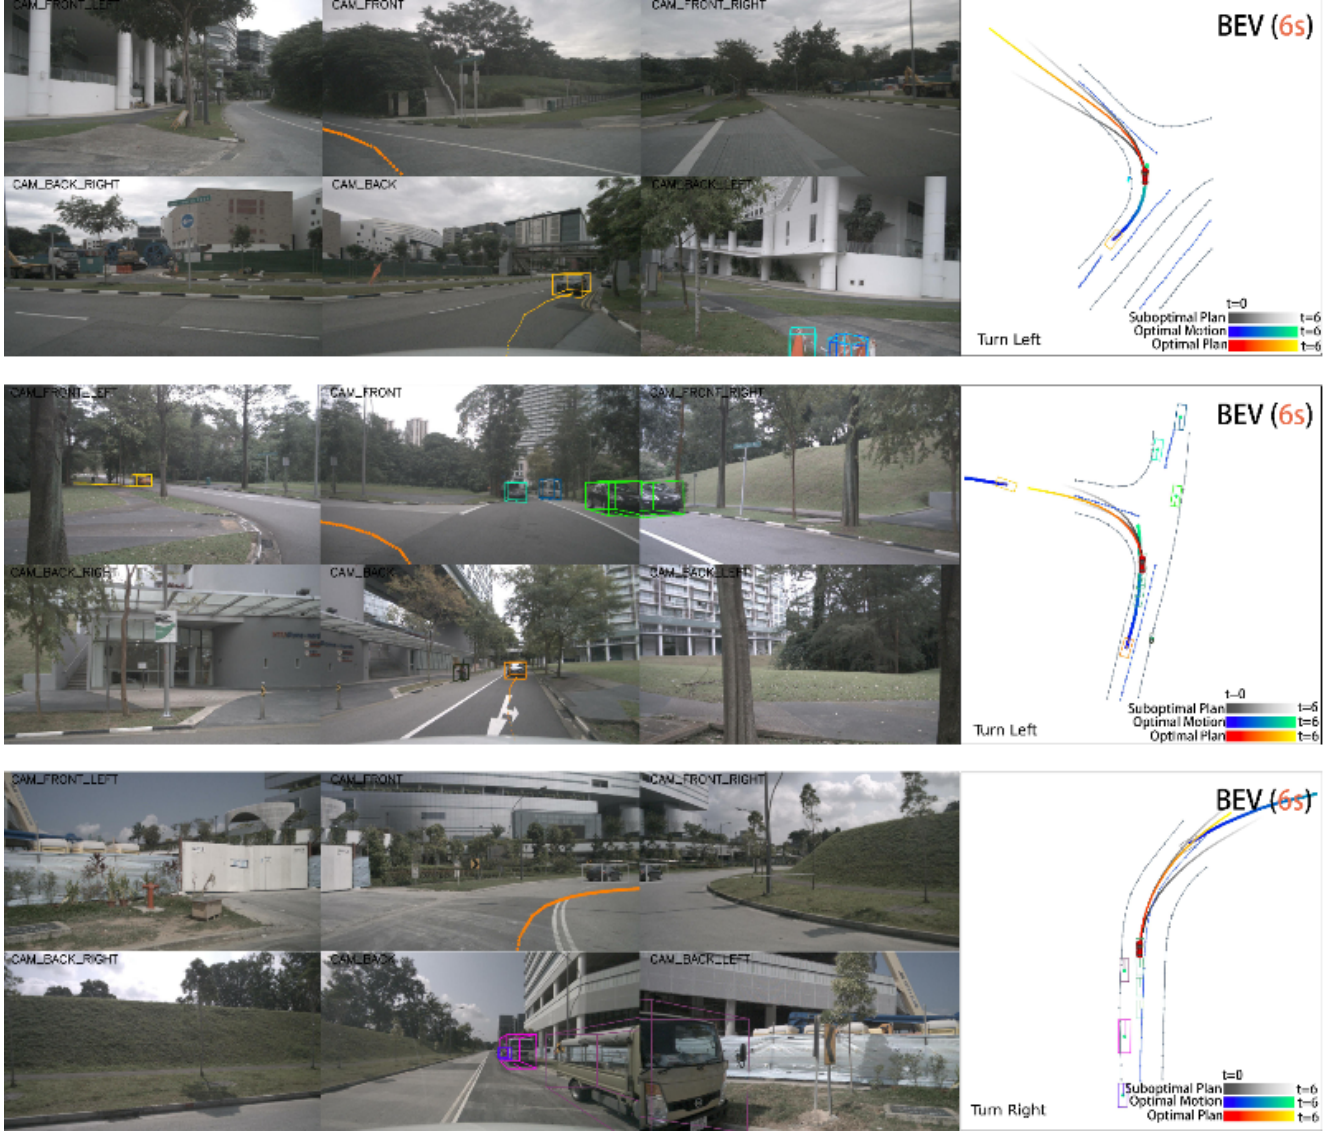 CAM_FRONT_LEFT
CAM_FRONT
CAM_FRONT_RIGHT
BEV (6s)
CAM_BACK_RIGHT
CAM_BACK
CAM_BACK_LEFT
t=0
Suboptimal Plan t=6
Optimal Motion t=6
Optimal Plan t=6
Turn Left
CAM_FRONT_LEFT
CAM_FRONT
CAM_FRONT_RIGHT
BEV (6s)
CAM_BACK_RIGHT
CAM_BACK
CAM_BACK_LEFT
t=0
Suboptimal Plan t=6
Optimal Motion t=6
Optimal Plan t=6
Turn Left
CAM_FRONT_LEFT
CAM_FRONT
CAM_FRONT_RIGHT
BEV (6s)
CAM_BACK_RIGHT
CAM_BACK
CAM_BACK_LEFT
t=0
Suboptimal Plan t=6
Optimal Motion t=6
Optimal Plan t=6
Turn Right